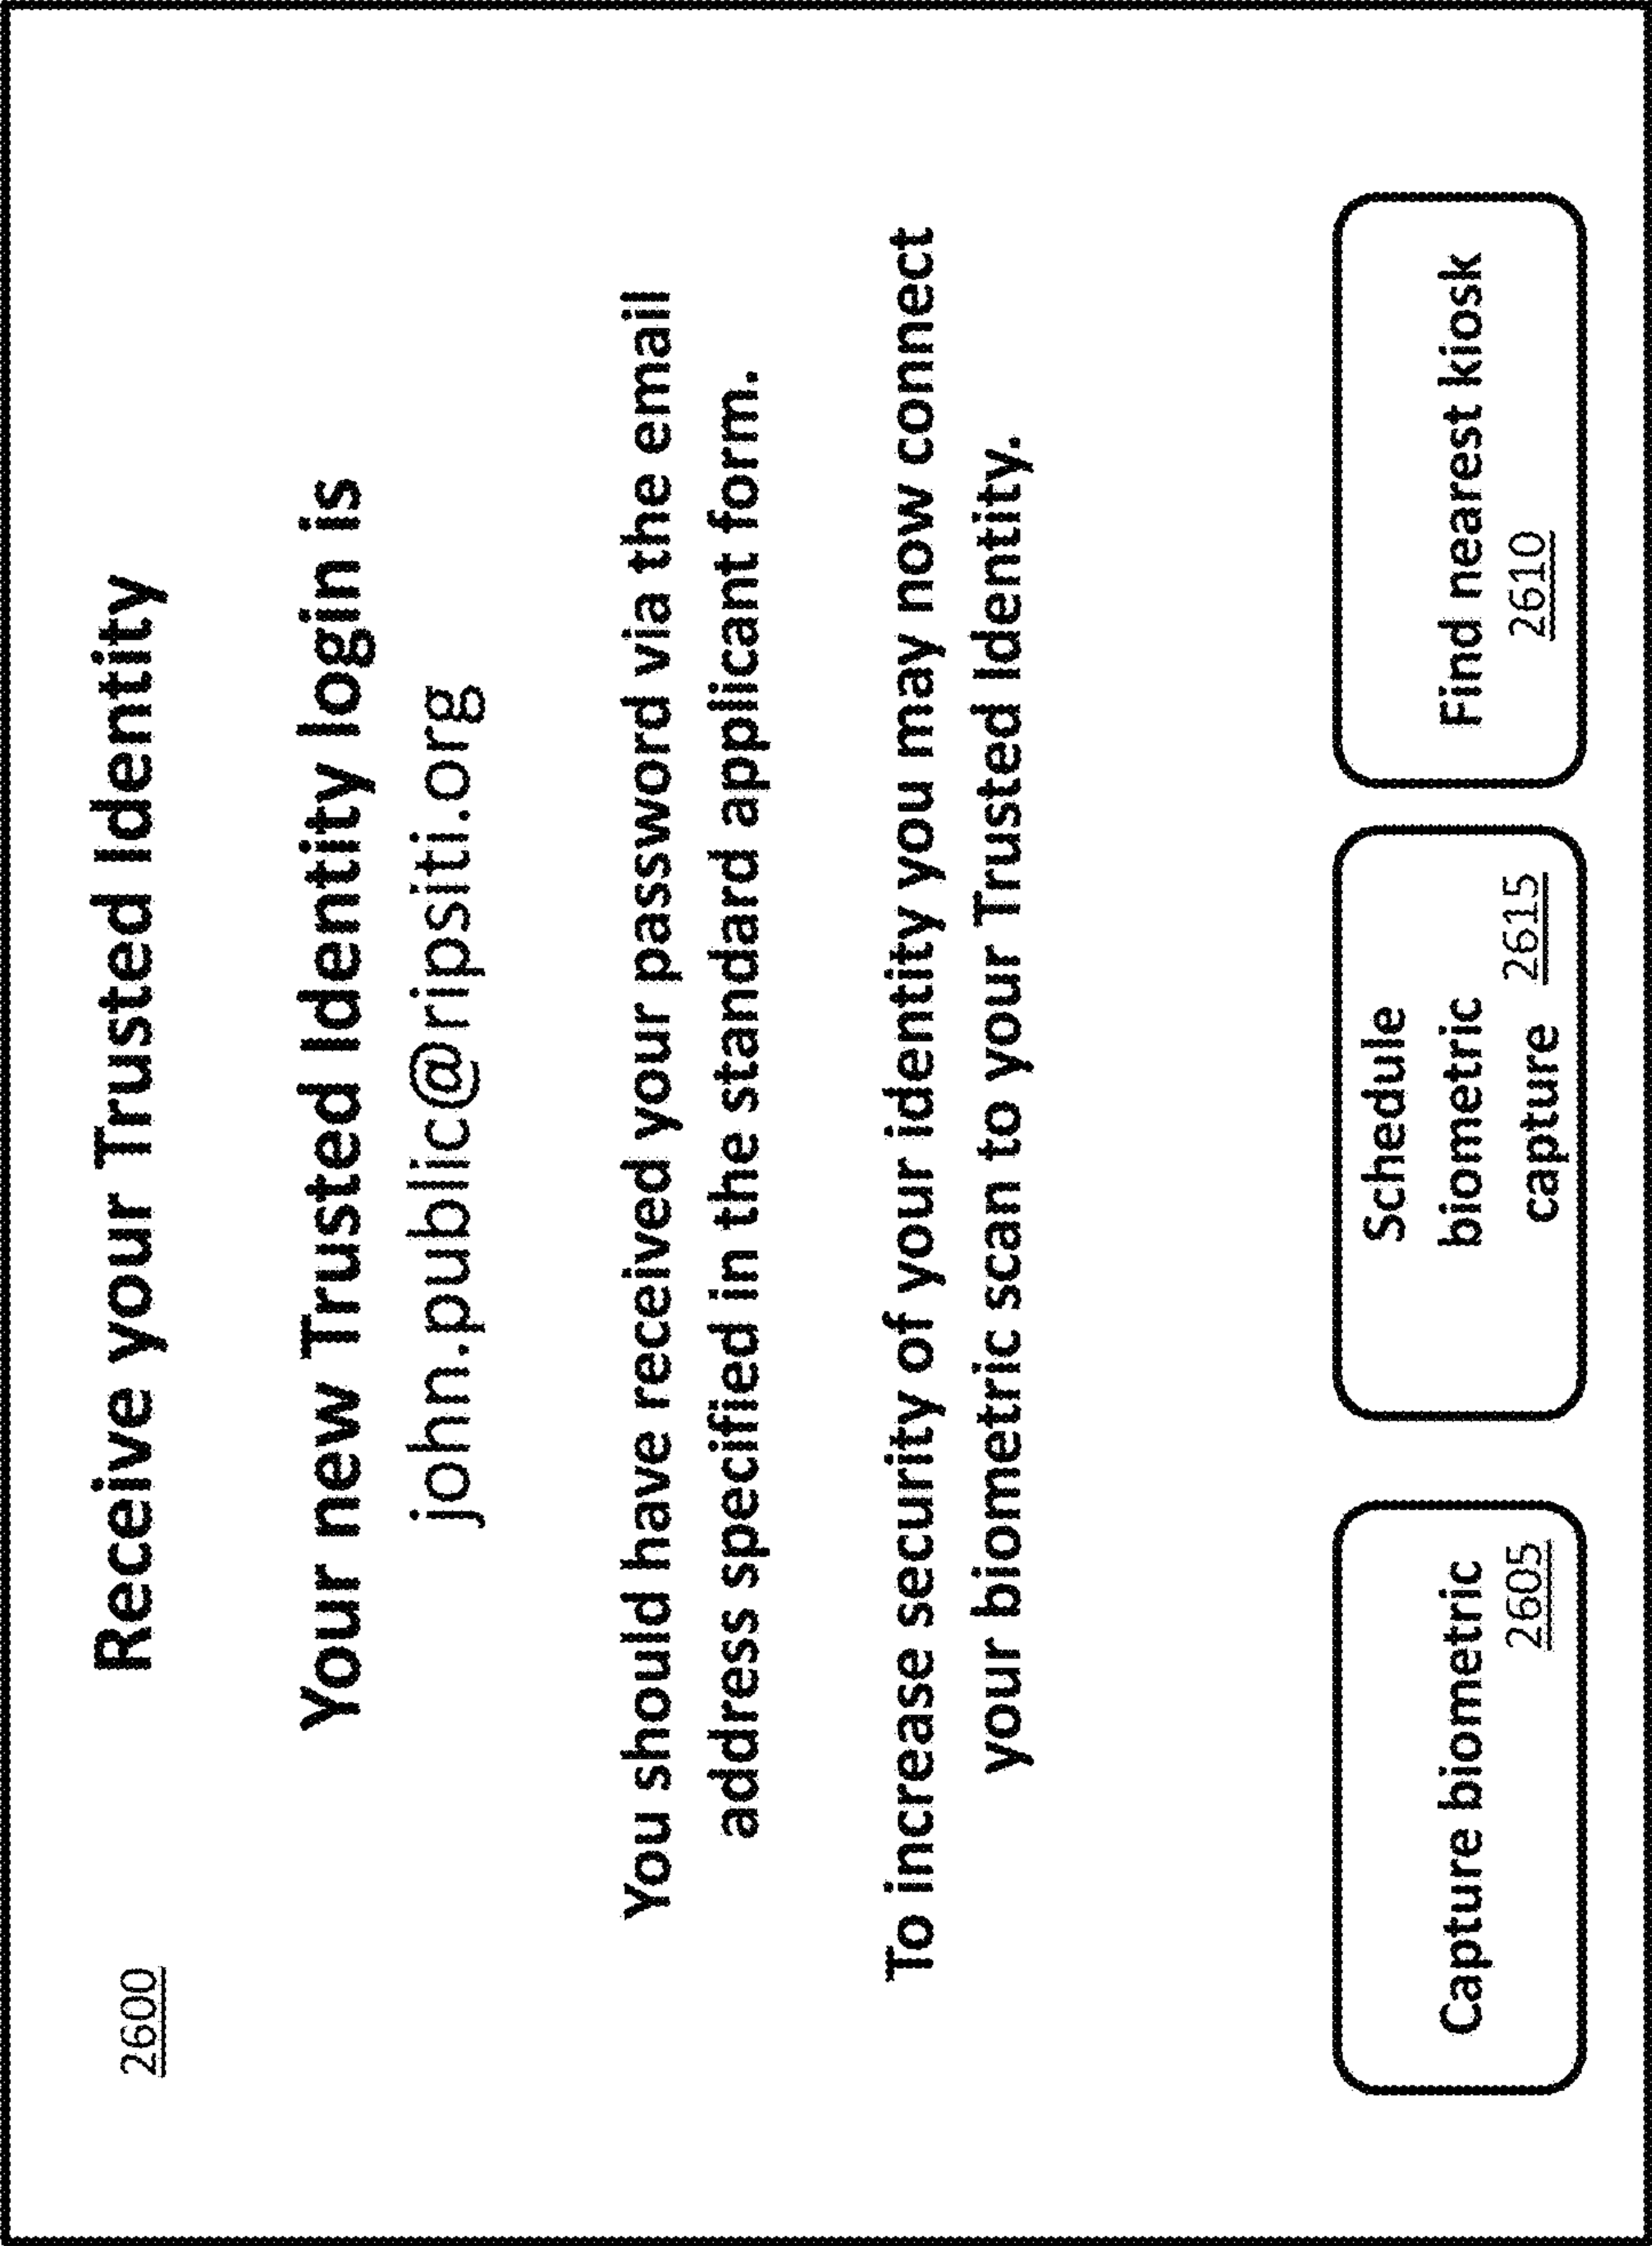 2600
Receive your Trusted Identity
Your new Trusted Identity login is
john.public@ripsiti.org
You should have received your password via the email
address specified in the standard applicant form.
To increase security of your identity you may now connect
your biometric scan to your Trusted Identity.
Capture biometric
2605
Schedule
biometric
capture
2615
Find nearest kiosk
2610